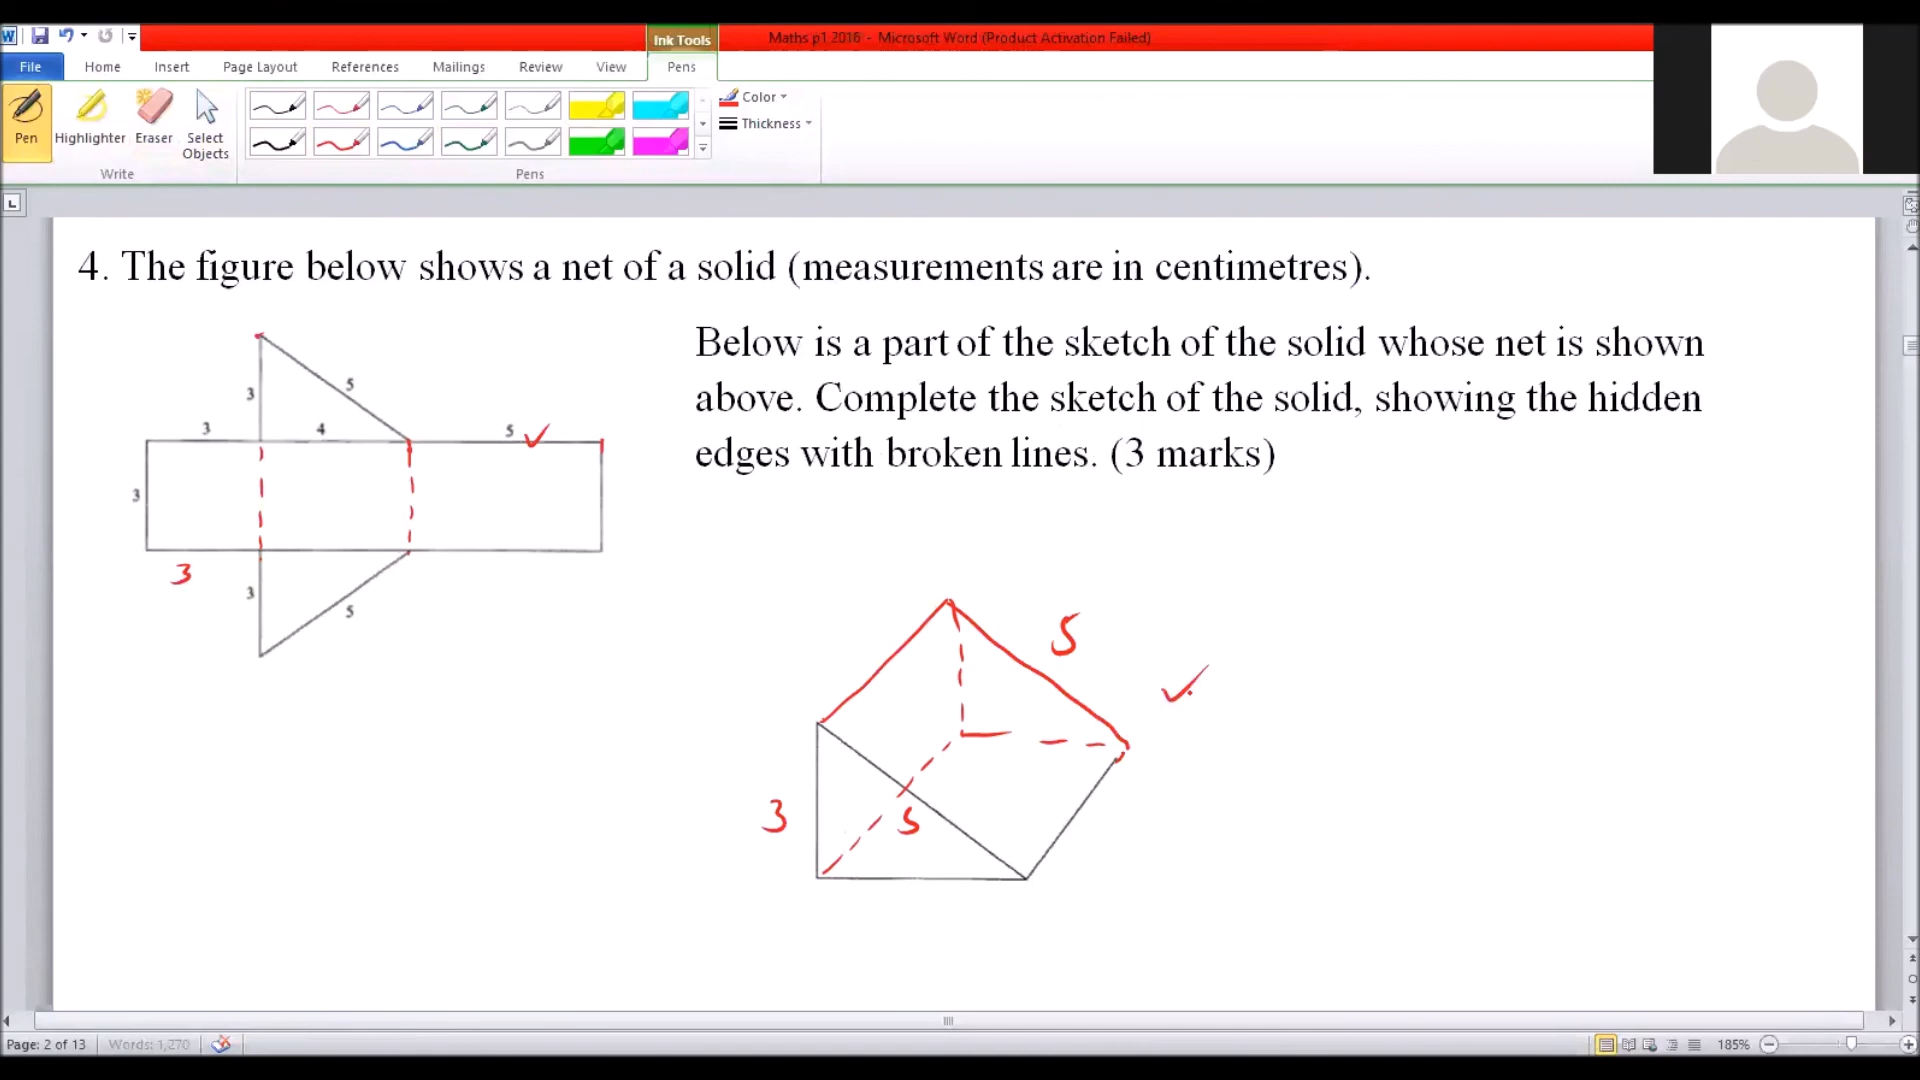 Ink Tools
Maths p1 2016 - Microsoft Word (Product Activation Failed)
File Home Insert Page Layout References Mailings Review View Pens
Pen Highlighter Eraser Select Objects
Write
Color
Thickness
Pens
4. The figure below shows a net of a solid (measurements are in centimetres).
Below is a part of the sketch of the solid whose net is shown
above. Complete the sketch of the solid, showing the hidden
edges with broken lines. (3 marks)
3 5
3 4 5
3
3
3 5
5
3 5
Page: 2 of 13 Words: 1,270 185%